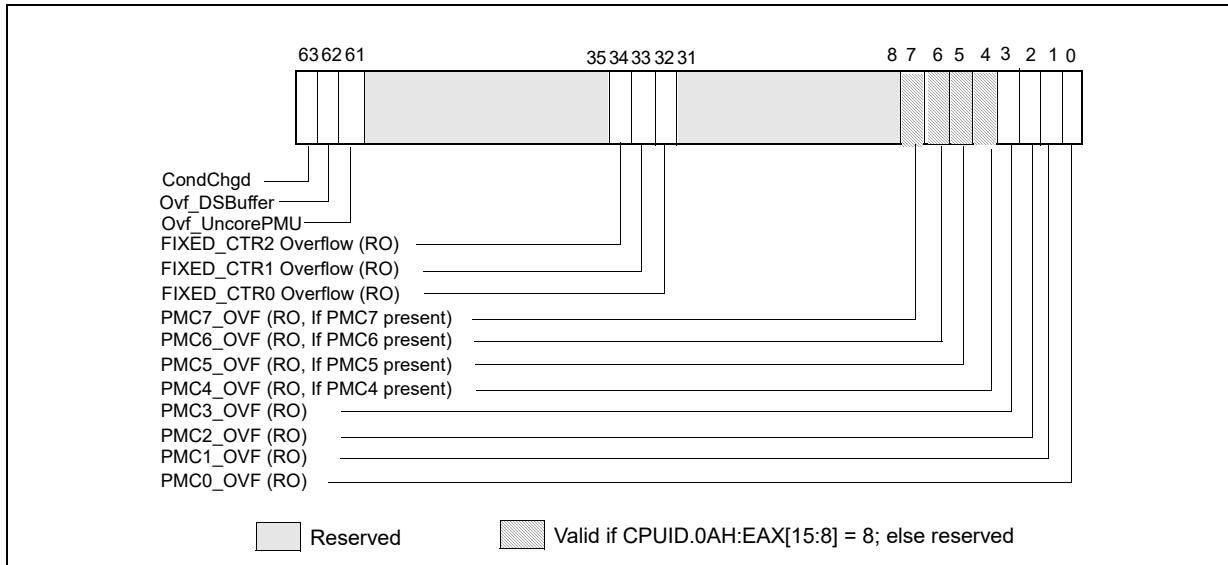 63 62 61 35 34 33 32 31 8 7 6 5 4 3 2 1 0
CondChgd
Ovf_DSBuffer
Ovf_UncorePMU
FIXED_CTR2 Overflow (RO)
FIXED_CTR1 Overflow (RO)
FIXED_CTR0 Overflow (RO)
PMC7_OVF (RO, If PMC7 present)
PMC6_OVF (RO, If PMC6 present)
PMC5_OVF (RO, If PMC5 present)
PMC4_OVF (RO, If PMC4 present)
PMC3_OVF (RO)
PMC2_OVF (RO)
PMC1_OVF (RO)
PMC0_OVF (RO)
Reserved Valid if CPUID.0AH:EAX[15:8] = 8; else reserved